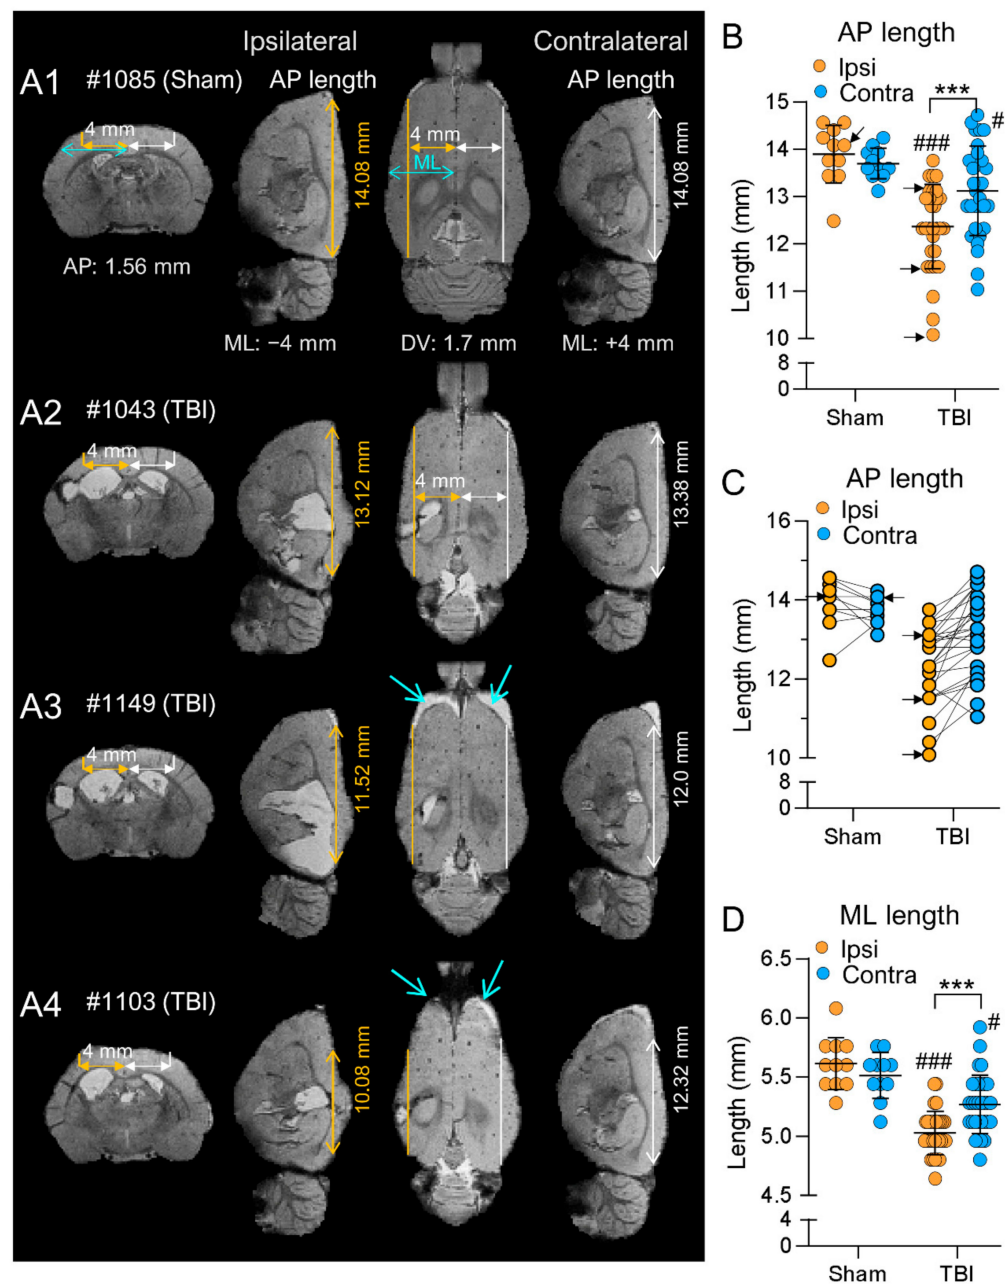 Ipsilateral
Contralateral
A1 #1085 (Sham)
AP length
AP length
4 mm
4 mm
ML
14.08 mm
14.08 mm
AP: 1.56 mm
ML: −4 mm
DV: 1.7 mm
ML: +4 mm
A2 #1043 (TBI)
4 mm
4 mm
13.12 mm
13.38 mm
A3 #1149 (TBI)
4 mm
11.52 mm
12.0 mm
A4 #1103 (TBI)
4 mm
10.08 mm
12.32 mm
B AP length
Ipsi
Contra
***
###
#
Length (mm)
15
14
13
12
11
10
8
0
Sham
TBI
C AP length
Ipsi
Contra
Length (mm)
16
14
12
10
8
0
Sham
TBI
D ML length
Ipsi
Contra
***
###
#
Length (mm)
6.5
6.0
5.5
5.0
4.5
4
0
Sham
TBI